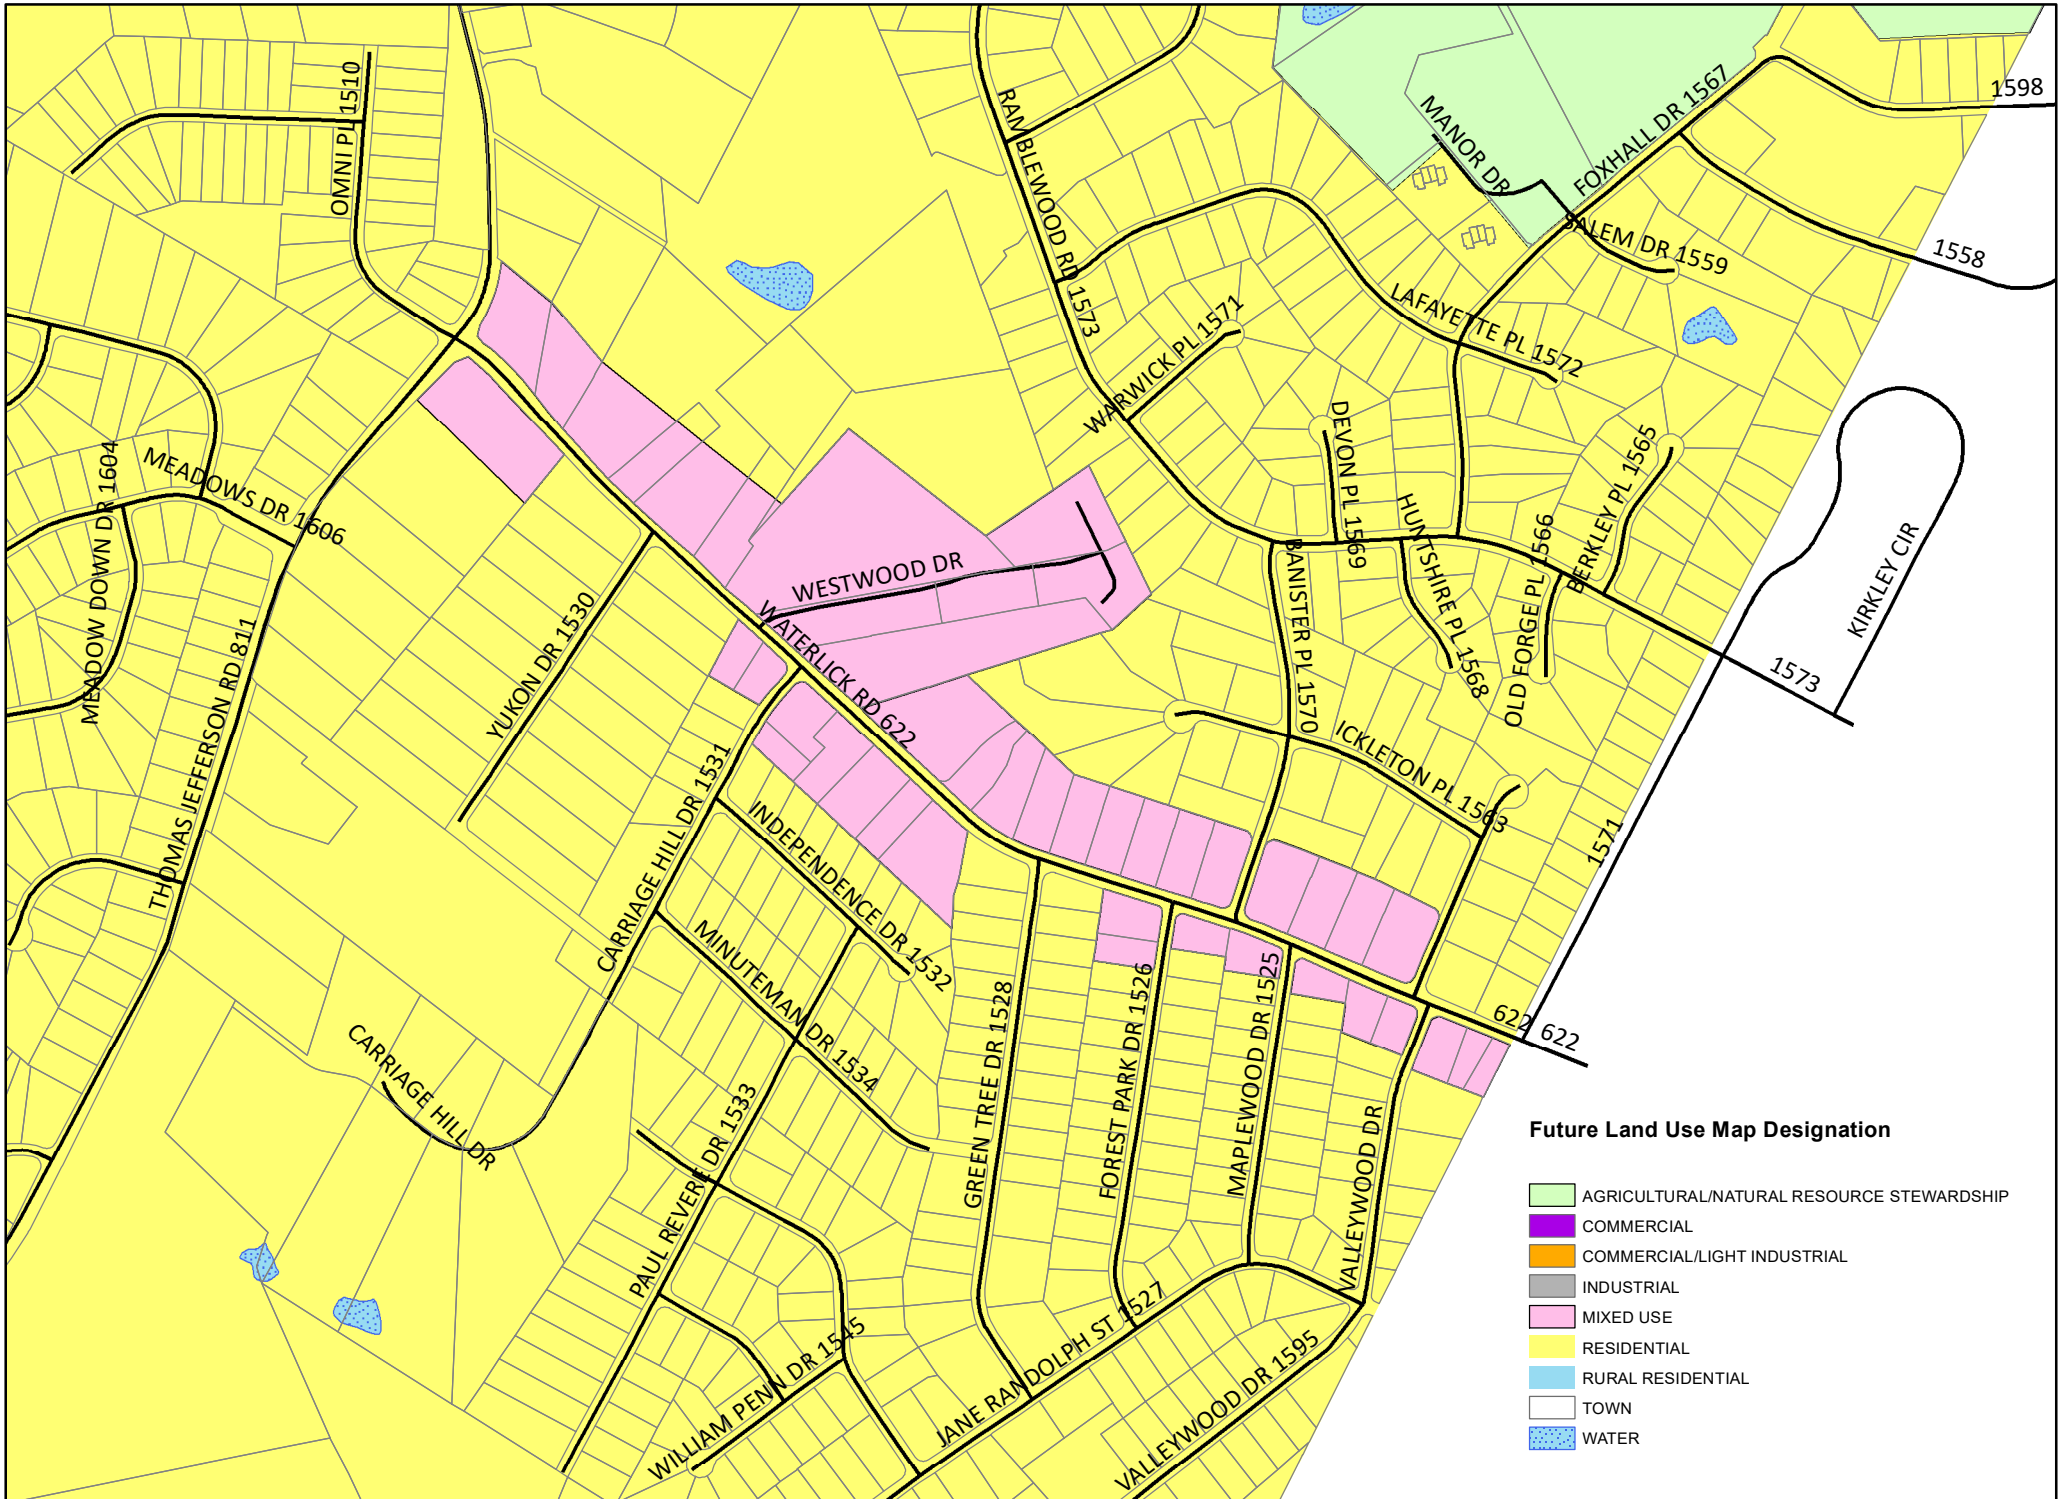 OMNI PL 1510
RAMBLEWOOD RD 1573
MANOR DR
FOXHALL DR 1567
1598
SALEM DR 1559
1558
LAFAYETTE PL 1572
WARWICK PL 1571
DEVON PL 1569
HUNTSHIRE PL 1568
OLD FORGE PL 1566
BERKLEY PL 1565
KIRKLEY CIR
MEADOWS DR 1606
MEADOW DOWN DR 1604
THOMAS JEFFERSON RD 811
YUKON DR 1530
WESTWOOD DR
WATERLICK RD 622
BANISTER PL 1570
ICKLETON PL 1563
1573
1571
CARRIAGE HILL DR 1531
INDEPENDENCE DR 1532
MINUTEMAN DR 1534
CARRIAGE HILL DR
PAUL REVERE DR 1533
GREEN TREE DR 1528
FOREST PARK DR 1526
MAPLEWOOD DR 1525
VALLEYWOOD DR
622
622
WILLIAM PENN DR 1545
JANE RANDOLPH ST 1527
VALLEYWOOD DR 1595
Future Land Use Map Designation
AGRICULTURAL/NATURAL RESOURCE STEWARDSHIP
COMMERCIAL
COMMERCIAL/LIGHT INDUSTRIAL
INDUSTRIAL
MIXED USE
RESIDENTIAL
RURAL RESIDENTIAL
TOWN
WATER